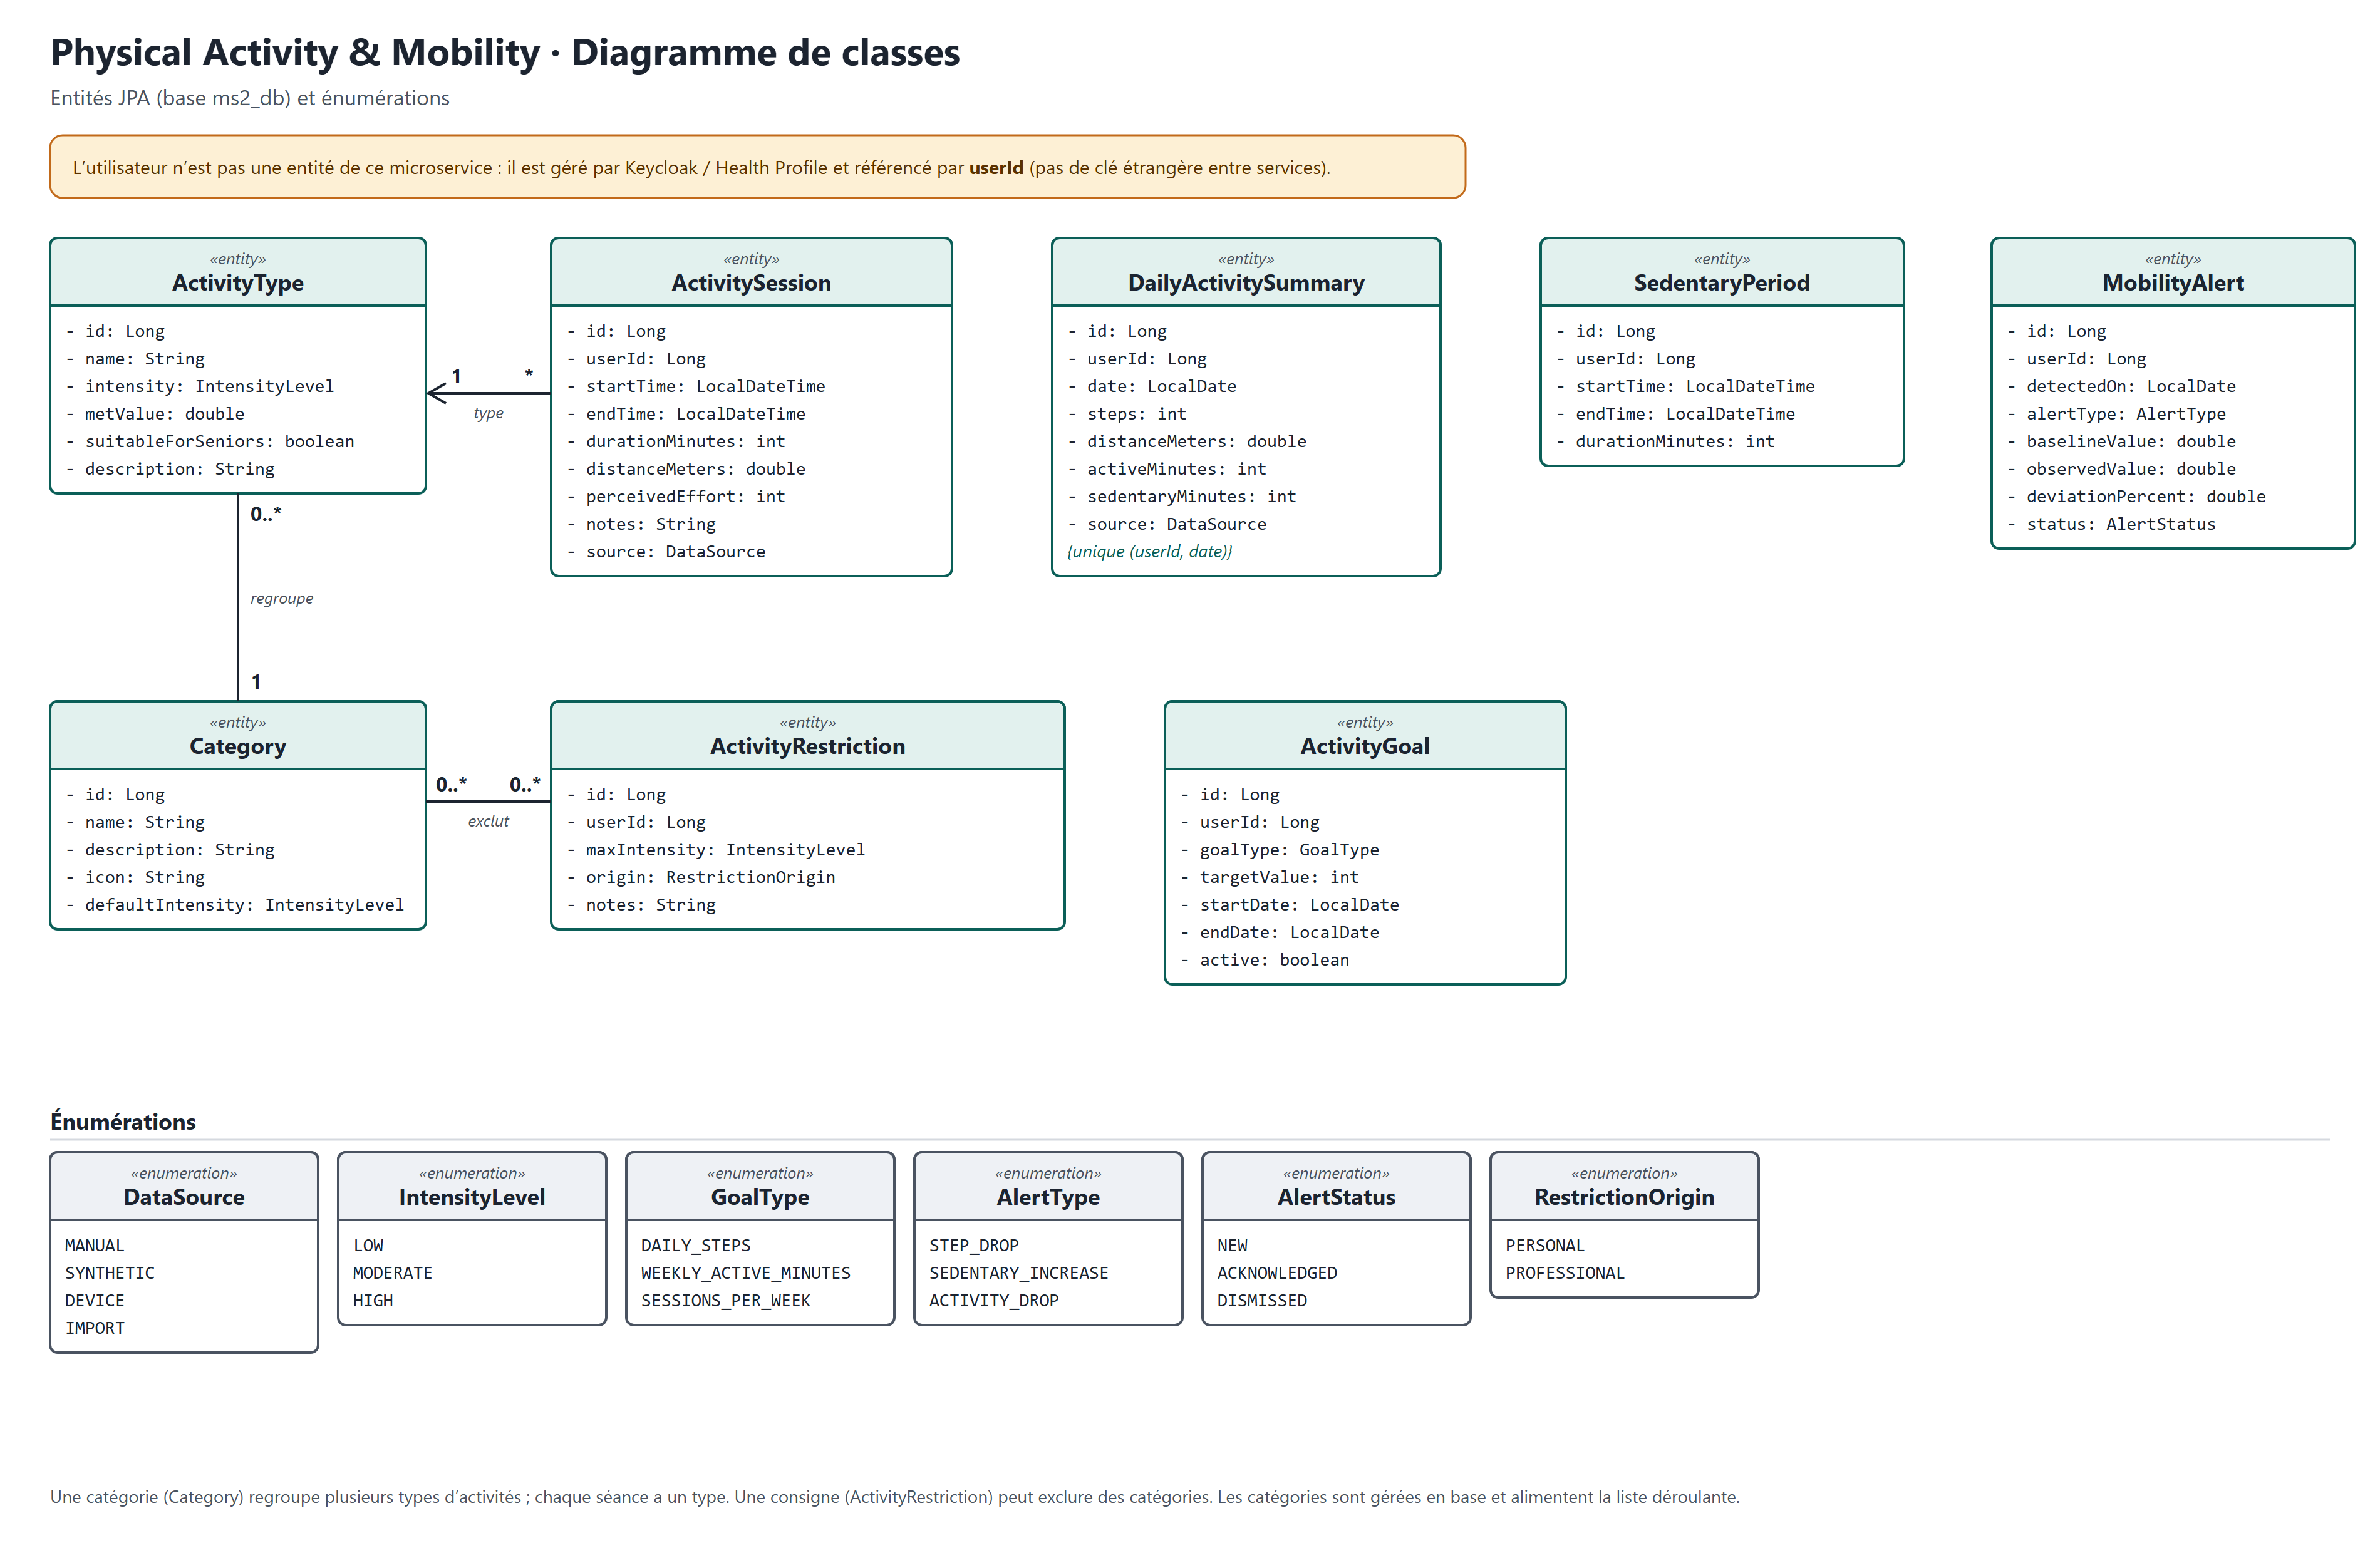 Physical Activity & Mobility · Diagramme de classes
Entités JPA (base ms2_db) et énumérations
L’utilisateur n’est pas une entité de ce microservice : il est géré par Keycloak / Health Profile et référencé par userId (pas de clé étrangère entre services).
«entity»
ActivityType
- id: Long
- name: String
- intensity: IntensityLevel
- metValue: double
- suitableForSeniors: boolean
- description: String
1
*
type
«entity»
ActivitySession
- id: Long
- userId: Long
- startTime: LocalDateTime
- endTime: LocalDateTime
- durationMinutes: int
- distanceMeters: double
- perceivedEffort: int
- notes: String
- source: DataSource
«entity»
DailyActivitySummary
- id: Long
- userId: Long
- date: LocalDate
- steps: int
- distanceMeters: double
- activeMinutes: int
- sedentaryMinutes: int
- source: DataSource
{unique (userId, date)}
«entity»
SedentaryPeriod
- id: Long
- userId: Long
- startTime: LocalDateTime
- endTime: LocalDateTime
- durationMinutes: int
«entity»
MobilityAlert
- id: Long
- userId: Long
- detectedOn: LocalDate
- alertType: AlertType
- baselineValue: double
- observedValue: double
- deviationPercent: double
- status: AlertStatus
0..*
regroupe
1
«entity»
Category
- id: Long
- name: String
- description: String
- icon: String
- defaultIntensity: IntensityLevel
0..*
0..*
exclut
«entity»
ActivityRestriction
- id: Long
- userId: Long
- maxIntensity: IntensityLevel
- origin: RestrictionOrigin
- notes: String
«entity»
ActivityGoal
- id: Long
- userId: Long
- goalType: GoalType
- targetValue: int
- startDate: LocalDate
- endDate: LocalDate
- active: boolean
Énumérations
«enumeration»
DataSource
MANUAL
SYNTHETIC
DEVICE
IMPORT
«enumeration»
IntensityLevel
LOW
MODERATE
HIGH
«enumeration»
GoalType
DAILY_STEPS
WEEKLY_ACTIVE_MINUTES
SESSIONS_PER_WEEK
«enumeration»
AlertType
STEP_DROP
SEDENTARY_INCREASE
ACTIVITY_DROP
«enumeration»
AlertStatus
NEW
ACKNOWLEDGED
DISMISSED
«enumeration»
RestrictionOrigin
PERSONAL
PROFESSIONAL
Une catégorie (Category) regroupe plusieurs types d’activités ; chaque séance a un type. Une consigne (ActivityRestriction) peut exclure des catégories. Les catégories sont gérées en base et alimentent la liste déroulante.